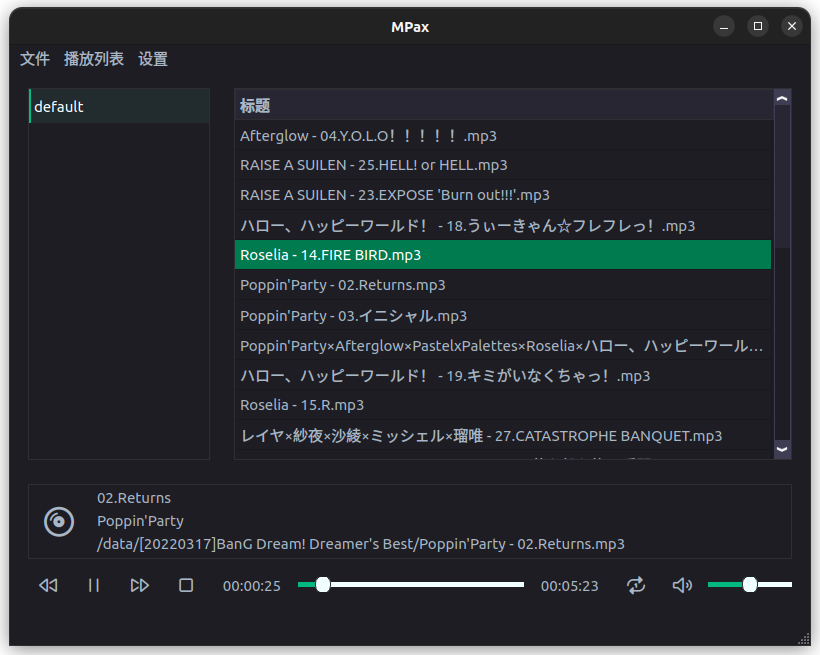 MPax
文件 播放列表 设置
default
标题
Afterglow - 04.Y.O.L.O！！！！！.mp3
RAISE A SUILEN - 25.HELL! or HELL.mp3
RAISE A SUILEN - 23.EXPOSE 'Burn out!!!'.mp3
ハロー、ハッピーワールド！ - 18.うぃーきゃん☆フレフレっ！.mp3
Roselia - 14.FIRE BIRD.mp3
Poppin'Party - 02.Returns.mp3
Poppin'Party - 03.イニシャル.mp3
Poppin'Party×Afterglow×PastelxPalettes×Roselia×ハロー、ハッピーワール…
ハロー、ハッピーワールド！ - 19.キミがいなくちゃっ！.mp3
Roselia - 15.R.mp3
レイヤ×紗夜×沙綾×ミッシェル×瑠唯 - 27.CATASTROPHE BANQUET.mp3
02.Returns
Poppin'Party
/data/[20220317]BanG Dream! Dreamer's Best/Poppin'Party - 02.Returns.mp3
00:00:25 00:05:23